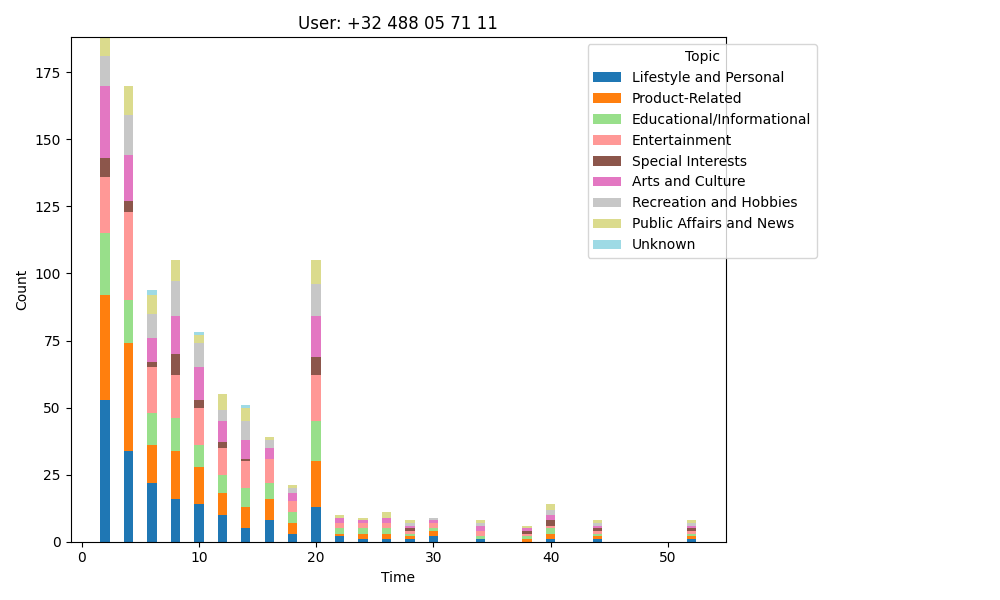 User: +32 488 05 71 11
Topic
Lifestyle and Personal
Product-Related
Educational/Informational
Entertainment
Special Interests
Arts and Culture
Recreation and Hobbies
Public Affairs and News
Unknown
Count
175
150
125
100
75
50
25
0
0 10 20 30 40 50
Time